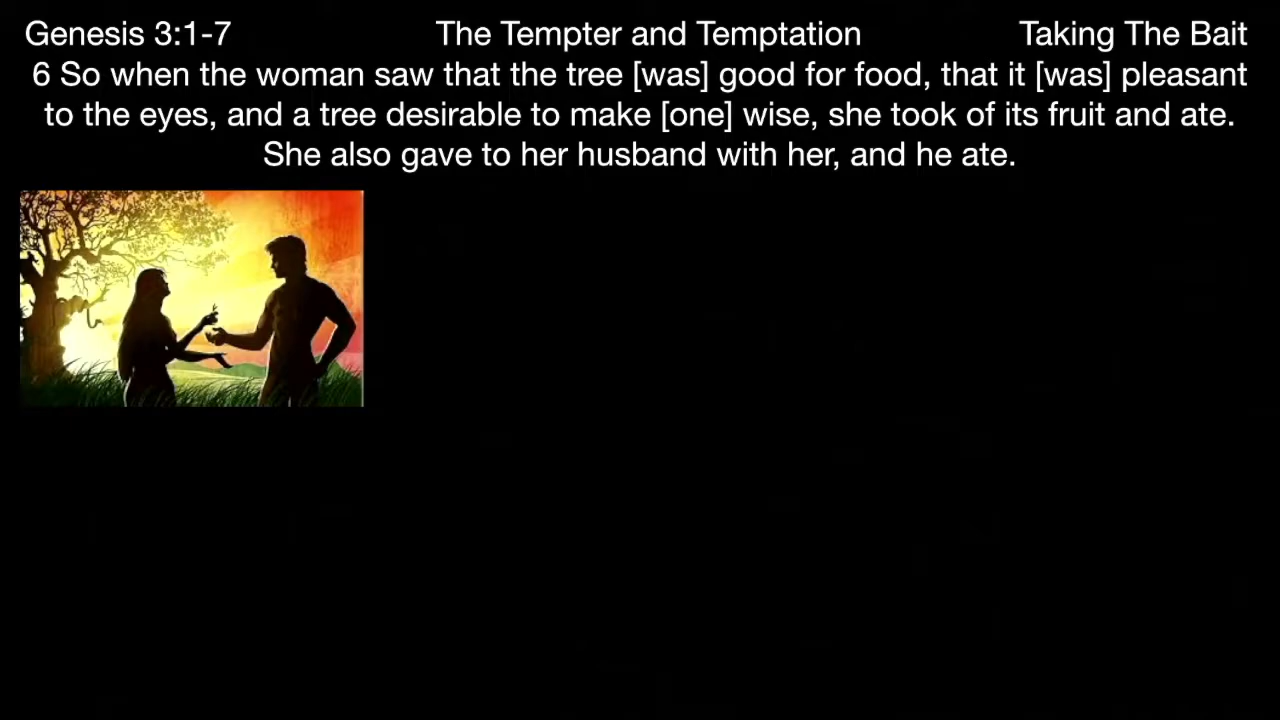 Genesis 3:1-7 The Tempter and Temptation Taking The Bait
6 So when the woman saw that the tree [was] good for food, that it [was] pleasant
to the eyes, and a tree desirable to make [one] wise, she took of its fruit and ate.
She also gave to her husband with her, and he ate.